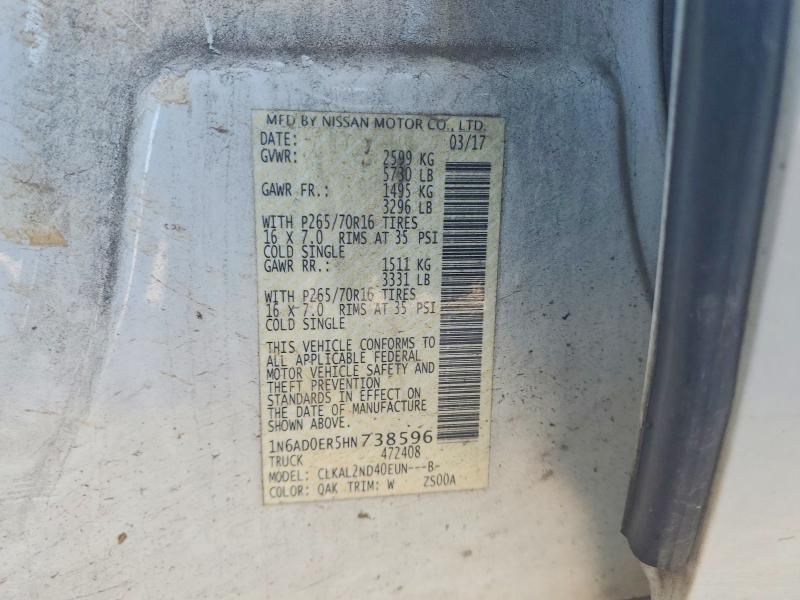 MFD BY NISSAN MOTOR CO., LTD.
DATE: 03/17
GVWR: 2599 KG
5730 LB
GAWR FR.: 1495 KG
3296 LB
WITH P265/70R16 TIRES
16 X 7.0 RIMS AT 35 PSI
COLD SINGLE
GAWR RR.: 1511 KG
3331 LB
WITH P265/70R16 TIRES
16 X 7.0 RIMS AT 35 PSI
COLD SINGLE
THIS VEHICLE CONFORMS TO
ALL APPLICABLE FEDERAL
MOTOR VEHICLE SAFETY AND
THEFT PREVENTION
STANDARDS IN EFFECT ON
THE DATE OF MANUFACTURE
SHOWN ABOVE.
1N6AD0ER5HN738596
TRUCK 472408
MODEL: CLKAL2ND40EUN---B-
COLOR: QAK TRIM: W ZS00A